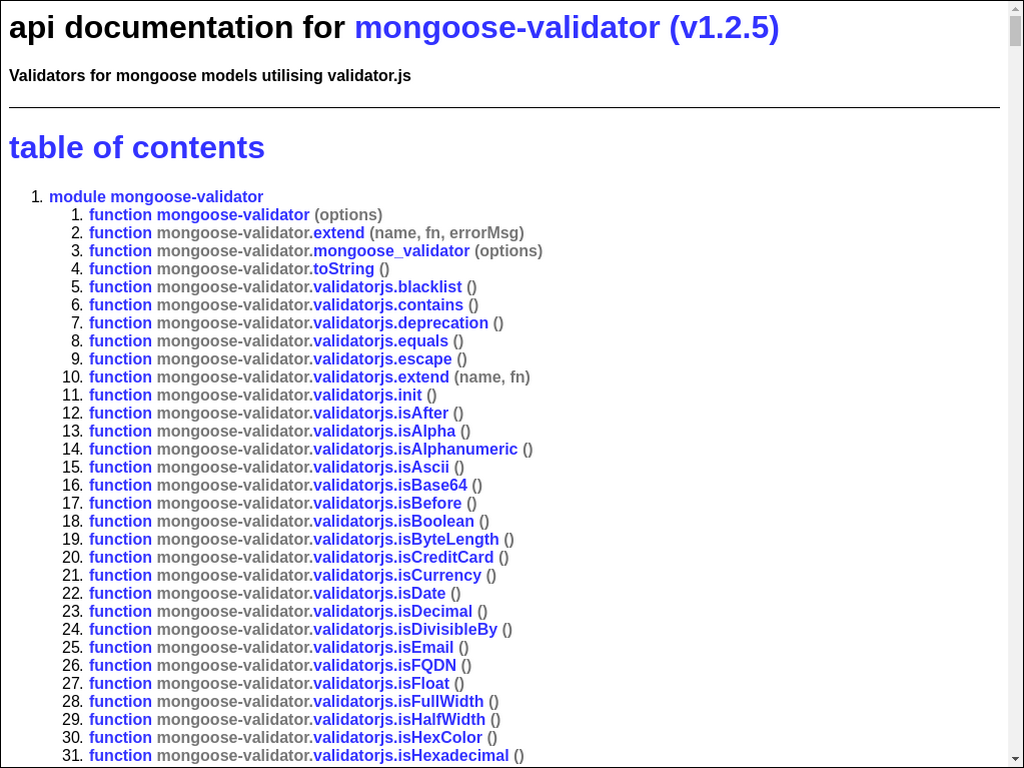 api documentation for mongoose-validator (v1.2.5)
Validators for mongoose models utilising validator.js
table of contents
1. module mongoose-validator
1. function mongoose-validator (options)
2. function mongoose-validator.extend (name, fn, errorMsg)
3. function mongoose-validator.mongoose_validator (options)
4. function mongoose-validator.toString ()
5. function mongoose-validator.validatorjs.blacklist ()
6. function mongoose-validator.validatorjs.contains ()
7. function mongoose-validator.validatorjs.deprecation ()
8. function mongoose-validator.validatorjs.equals ()
9. function mongoose-validator.validatorjs.escape ()
10. function mongoose-validator.validatorjs.extend (name, fn)
11. function mongoose-validator.validatorjs.init ()
12. function mongoose-validator.validatorjs.isAfter ()
13. function mongoose-validator.validatorjs.isAlpha ()
14. function mongoose-validator.validatorjs.isAlphanumeric ()
15. function mongoose-validator.validatorjs.isAscii ()
16. function mongoose-validator.validatorjs.isBase64 ()
17. function mongoose-validator.validatorjs.isBefore ()
18. function mongoose-validator.validatorjs.isBoolean ()
19. function mongoose-validator.validatorjs.isByteLength ()
20. function mongoose-validator.validatorjs.isCreditCard ()
21. function mongoose-validator.validatorjs.isCurrency ()
22. function mongoose-validator.validatorjs.isDate ()
23. function mongoose-validator.validatorjs.isDecimal ()
24. function mongoose-validator.validatorjs.isDivisibleBy ()
25. function mongoose-validator.validatorjs.isEmail ()
26. function mongoose-validator.validatorjs.isFQDN ()
27. function mongoose-validator.validatorjs.isFloat ()
28. function mongoose-validator.validatorjs.isFullWidth ()
29. function mongoose-validator.validatorjs.isHalfWidth ()
30. function mongoose-validator.validatorjs.isHexColor ()
31. function mongoose-validator.validatorjs.isHexadecimal ()